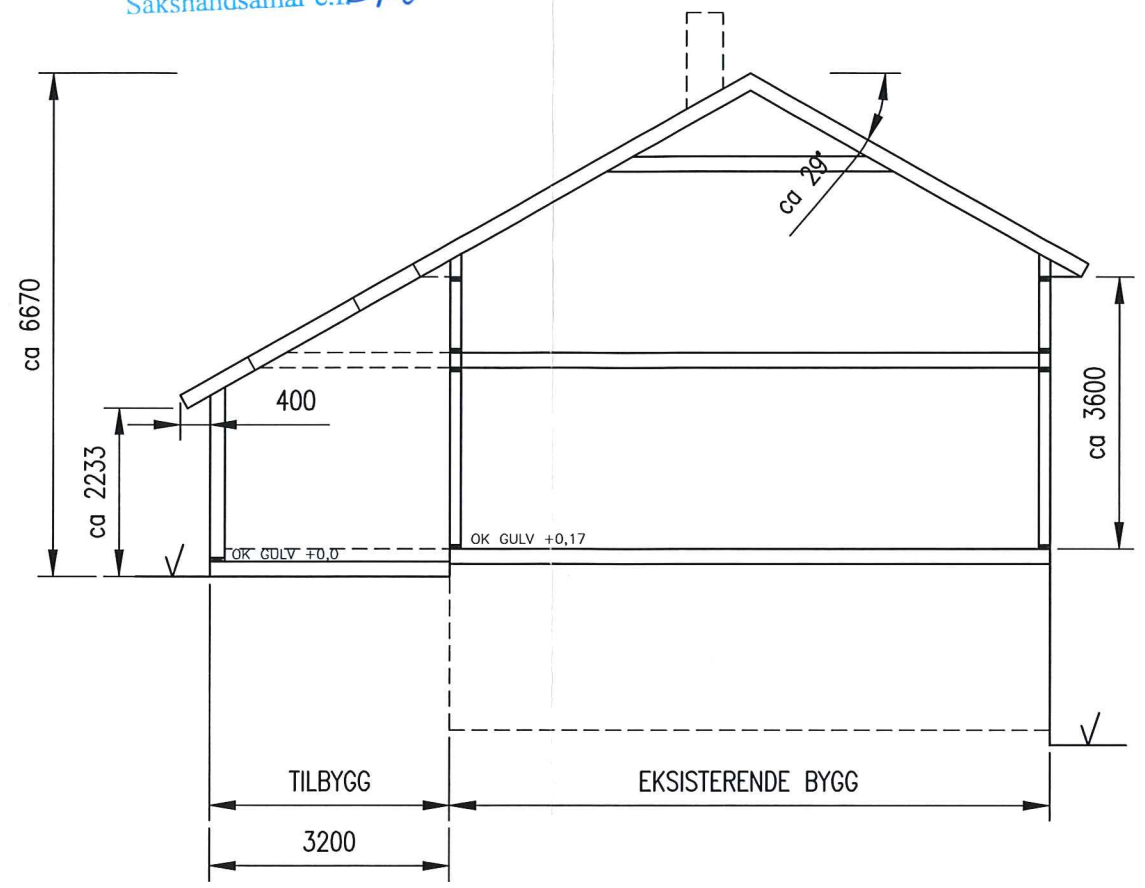 Sakshandsamar
ca 29°
ca 6670
400
ca 3600
ca 2233
OK GULV +0,17
OK GULV +0,0
TILBYGG
EKSISTERENDE BYGG
3200